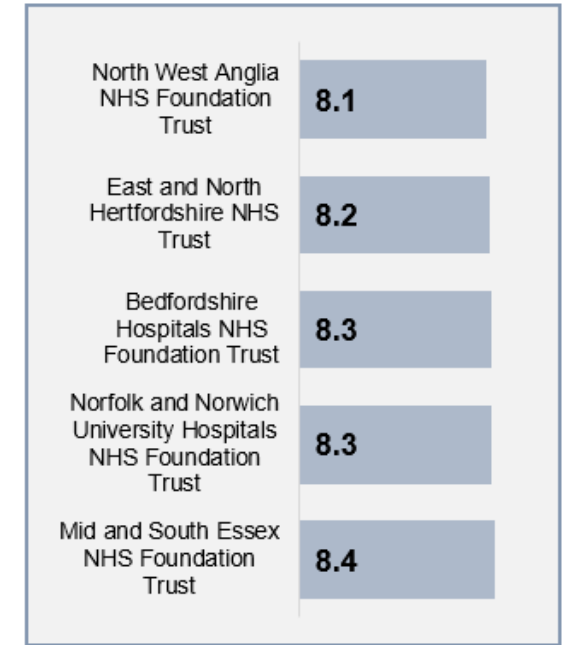 North West Anglia
NHS Foundation
Trust
8.1
East and North
Hertfordshire NHS
Trust
8.2
Bedfordshire
Hospitals NHS
Foundation Trust
8.3
Norfolk and Norwich
University Hospitals
NHS Foundation
Trust
8.3
Mid and South Essex
NHS Foundation
Trust
8.4